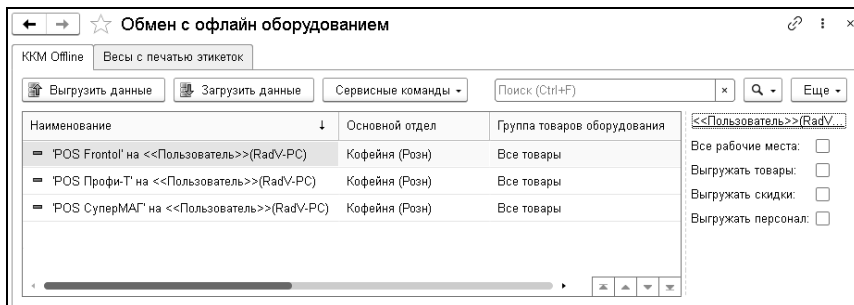 Обмен с офлайн оборудованием
ККМ Offline Весы с печатью этикеток
Выгрузить данные Загрузить данные Сервисные команды Поиск (Ctrl+F) Еще
Наименование Основной отдел Группа товаров оборудования
'POS Frontol' на <<Пользователь>>(RadV-PC) Кофейня (Розн) Все товары
'POS Профи-Т' на <<Пользователь>>(RadV-PC) Кофейня (Розн) Все товары
'POS СуперМАГ' на <<Пользователь>>(RadV-PC) Кофейня (Розн) Все товары
<<Пользователь>>(RadV...
Все рабочие места:
Выгружать товары:
Выгружать скидки:
Выгружать персонал: